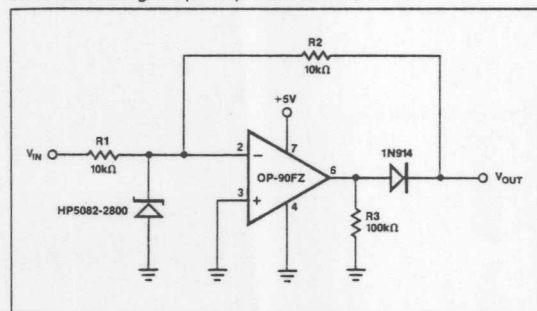 R2
10kΩ
+5V
R1
10kΩ
V_IN
2
−
7
1N914
OP-90FZ
6
V_OUT
3
+
4
HP5082-2800
R3
100kΩ